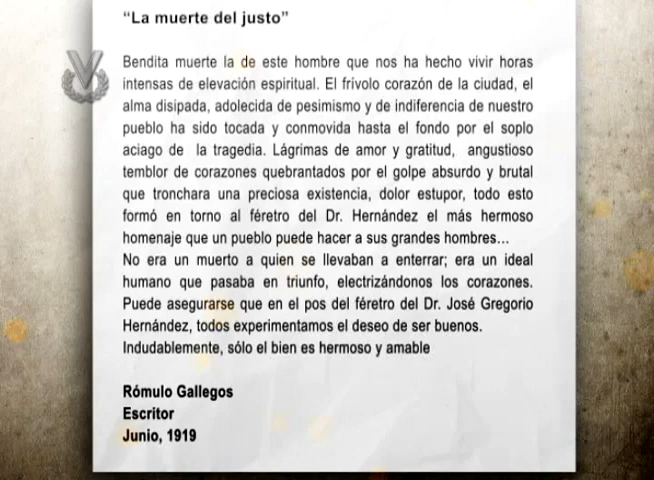 “La muerte del justo”
Bendita muerte la de este hombre que nos ha hecho vivir horas
intensas de elevación espiritual. El frívolo corazón de la ciudad, el
alma disipada, adolecida de pesimismo y de indiferencia de nuestro
pueblo ha sido tocada y conmovida hasta el fondo por el soplo
aciago de la tragedia. Lágrimas de amor y gratitud, angustioso
temblor de corazones quebrantados por el golpe absurdo y brutal
que tronchara una preciosa existencia, dolor estupor, todo esto
formó en torno al féretro del Dr. Hernández el más hermoso
homenaje que un pueblo puede hacer a sus grandes hombres...
No era un muerto a quien se llevaban a enterrar; era un ideal
humano que pasaba en triunfo, electrizándonos los corazones.
Puede asegurarse que en el pos del féretro del Dr. José Gregorio
Hernández, todos experimentamos el deseo de ser buenos.
Indudablemente, sólo el bien es hermoso y amable
Rómulo Gallegos
Escritor
Junio, 1919